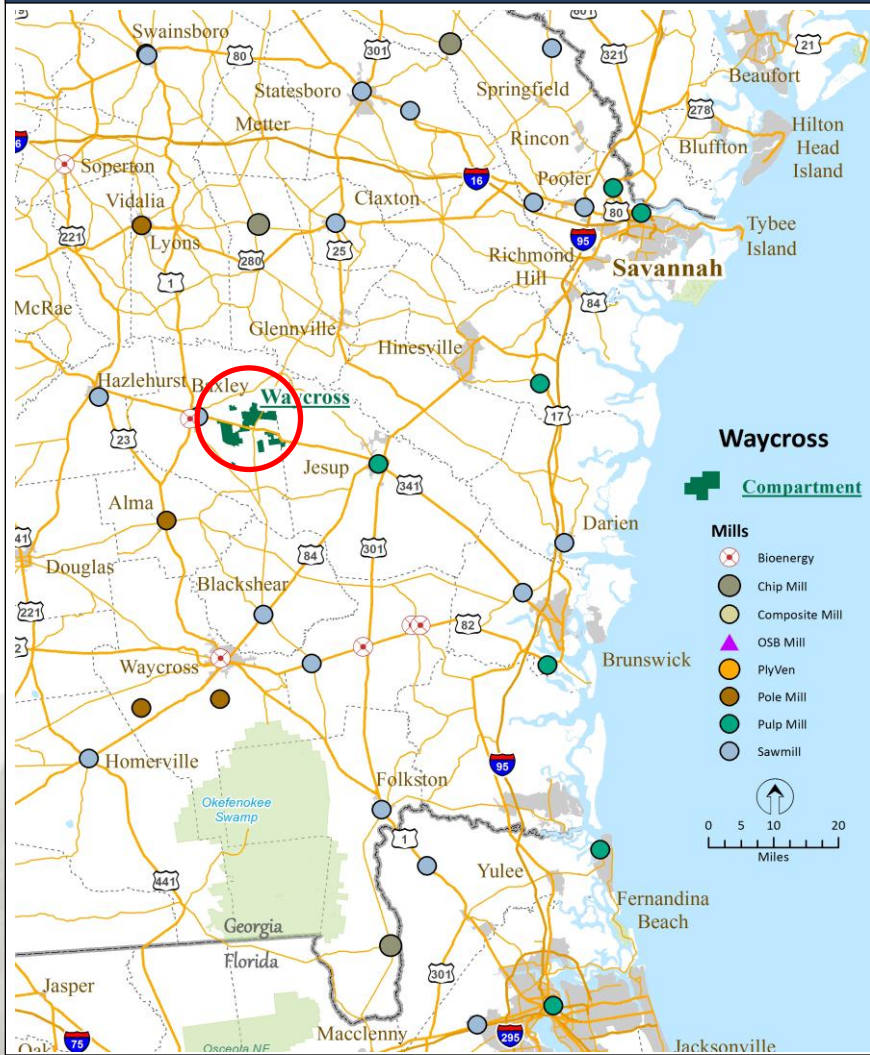 601
Swainsboro
80
301
321
21
Beaufort
Statesboro
Springfield
278
Metter
Rincon
Bluffton
Hilton
Head
Island
6
Soperton
16
Pooler
Vidalia
Claxton
80
Tybee
Island
221
Lyons
280
25
95
Richmond
Hill
Savannah
1
84
McRae
Glennville
Hinesville
Hazlehurst
Baxley
Waycross
17
23
Jesup
341
Alma
Darien
41
301
Douglas
84
Blackshear
221
82
2
Waycross
Brunswick
Homerville
95
Folkston
Okefenokee
Swamp
1
Yulee
441
Fernandina
Beach
Georgia
Florida
301
Jasper
Macclenny
295
75
Osceola NF
Jacksonville
Waycross
Compartment
Mills
Bioenergy
Chip Mill
Composite Mill
OSB Mill
PlyVen
Pole Mill
Pulp Mill
Sawmill
0 5 10 20
Miles